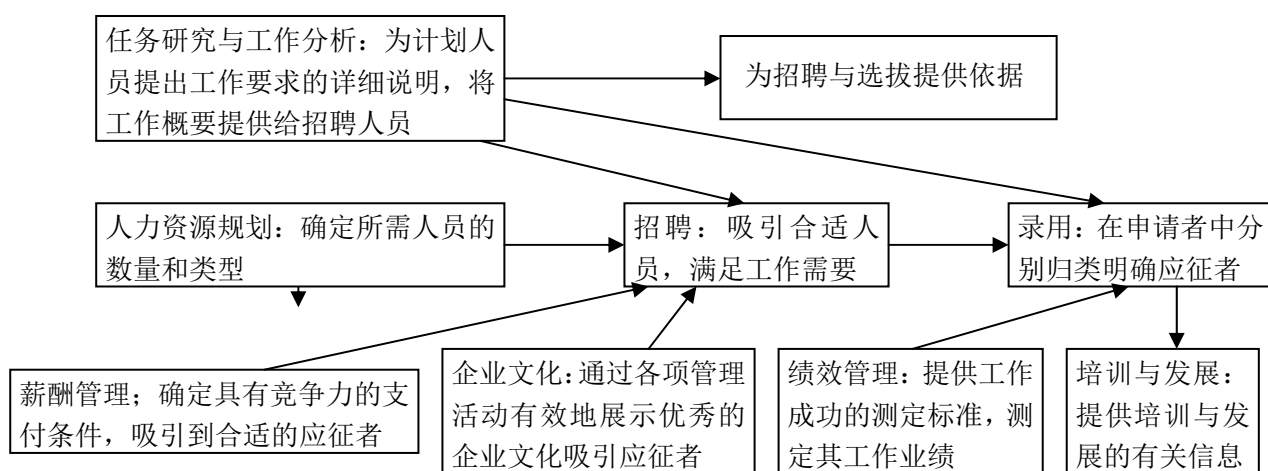 任务研究与工作分析：为计划人
员提出工作要求的详细说明，将
工作概要提供给招聘人员
为招聘与选拔提供依据
人力资源规划：确定所需人员的
数量和类型
招聘：吸引合适人
员，满足工作需要
录用：在申请者中分
别归类明确应征者
薪酬管理；确定具有竞争力的支
付条件，吸引到合适的应征者
企业文化：通过各项管理
活动有效地展示优秀的
企业文化吸引应征者
绩效管理：提供工作
成功的测定标准，测
定其工作业绩
培训与发展：
提供培训与发
展的有关信息